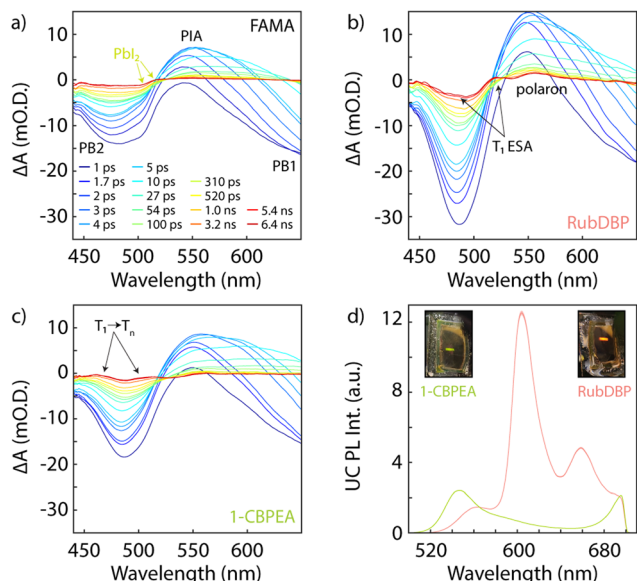 a)
FAMA
PbI2
PIA
10
0
-10
-20
-30
ΔA (mO.D.)
PB2
PB1
1 ps
1.7 ps
2 ps
3 ps
4 ps
5 ps
10 ps
27 ps
54 ps
100 ps
310 ps
520 ps
1.0 ns
3.2 ns
5.4 ns
6.4 ns
450
500
550
600
Wavelength (nm)
b)
10
0
-10
-20
-30
ΔA (mO.D.)
polaron
T1 ESA
RubDBP
450
500
550
600
Wavelength (nm)
c)
T1→Tn
10
0
-10
-20
-30
ΔA (mO.D.)
1-CBPEA
450
500
550
600
Wavelength (nm)
d)
12
8
4
0
UC PL Int. (a.u.)
1-CBPEA
RubDBP
520
600
680
Wavelength (nm)